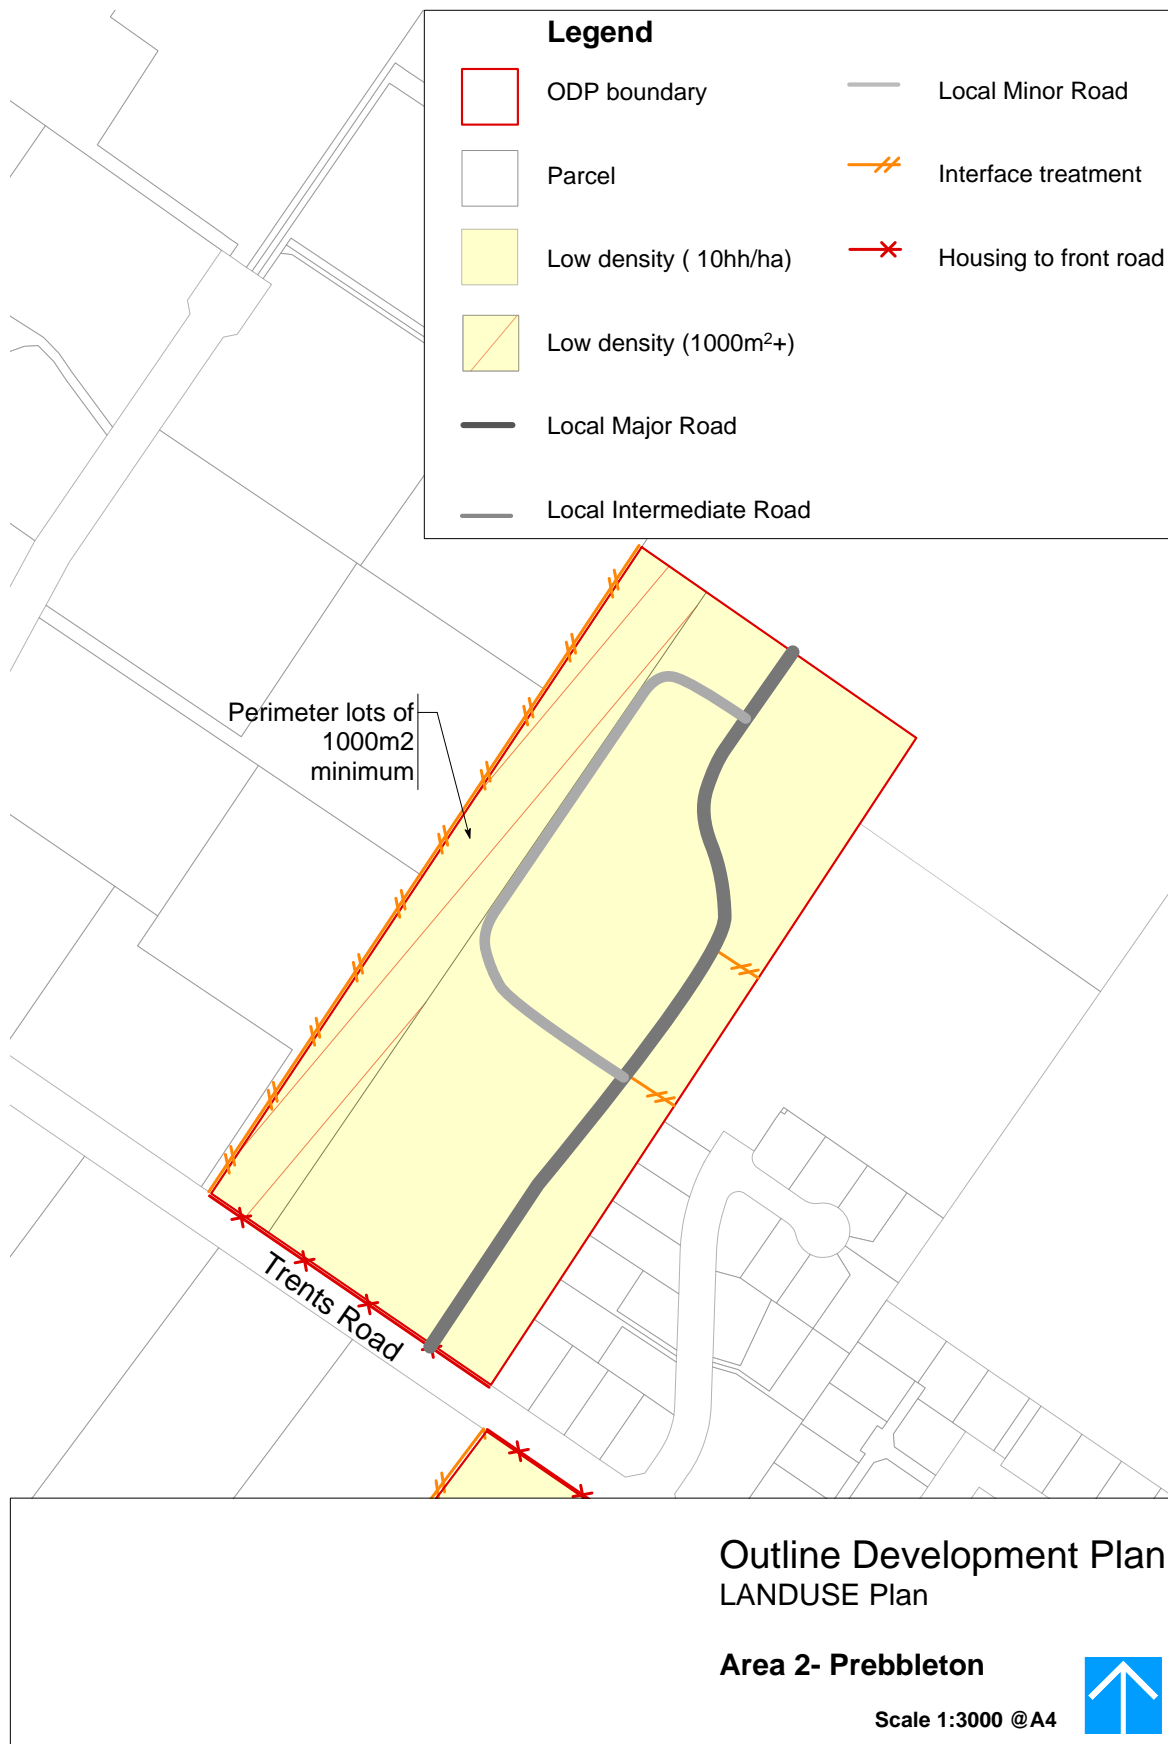 Legend
ODP boundary
Local Minor Road
Parcel
Interface treatment
Low density ( 10hh/ha)
Housing to front road
Low density (1000m²+)
Local Major Road
Local Intermediate Road
Perimeter lots of
1000m2
minimum
Trents Road
Outline Development Plan
LANDUSE Plan
Area 2- Prebbleton
Scale 1:3000 @A4